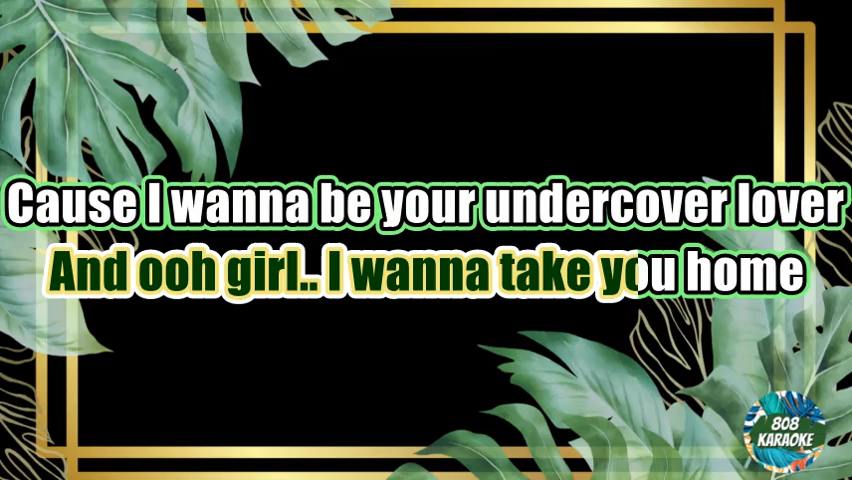 Cause I wanna be your undercover lover
And ooh girl.. I wanna take you home
808
KARAOKE